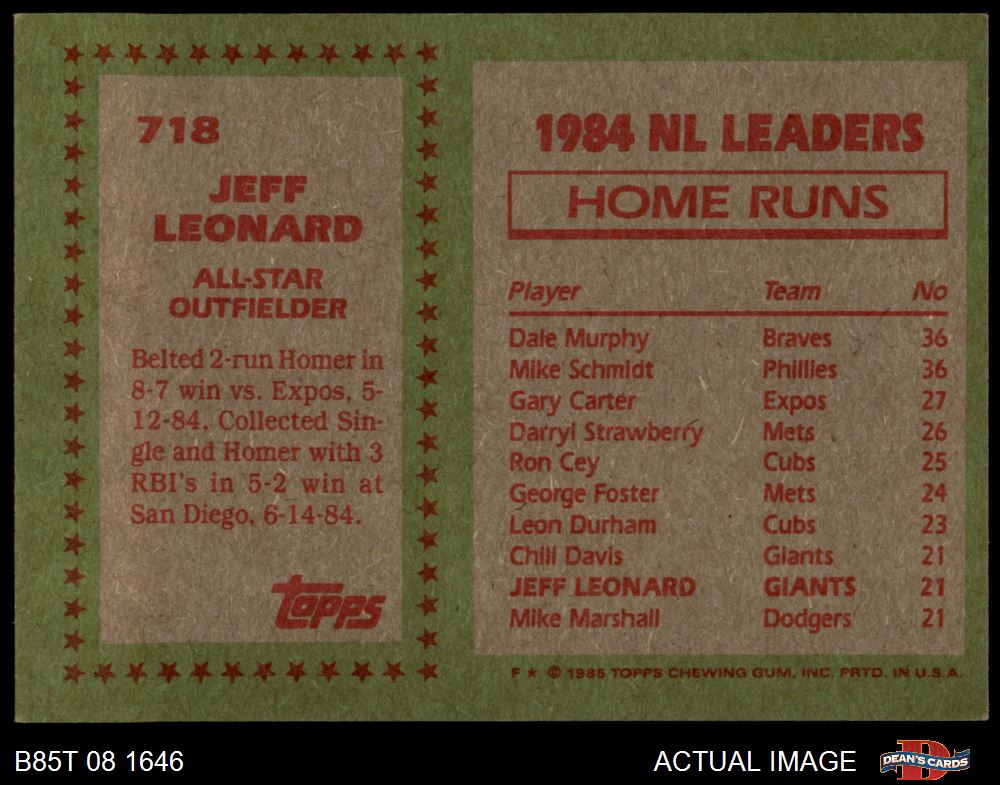 718
JEFF
LEONARD
ALL-STAR
OUTFIELDER
Belted 2-run Homer in
8-7 win vs. Expos, 5-
12-84. Collected Sin-
gle and Homer with 3
RBI's in 5-2 win at
San Diego, 6-14-84.
topps
1984 NL LEADERS
HOME RUNS
Player Team No
Dale Murphy Braves 36
Mike Schmidt Phillies 36
Gary Carter Expos 27
Darryl Strawberry Mets 26
Ron Cey Cubs 25
George Foster Mets 24
Leon Durham Cubs 23
Chili Davis Giants 21
JEFF LEONARD GIANTS 21
Mike Marshall Dodgers 21
F * © 1985 TOPPS CHEWING GUM, INC. PRTD. IN U.S.A.
B85T 08 1646
ACTUAL IMAGE
D
DEAN'S CARDS